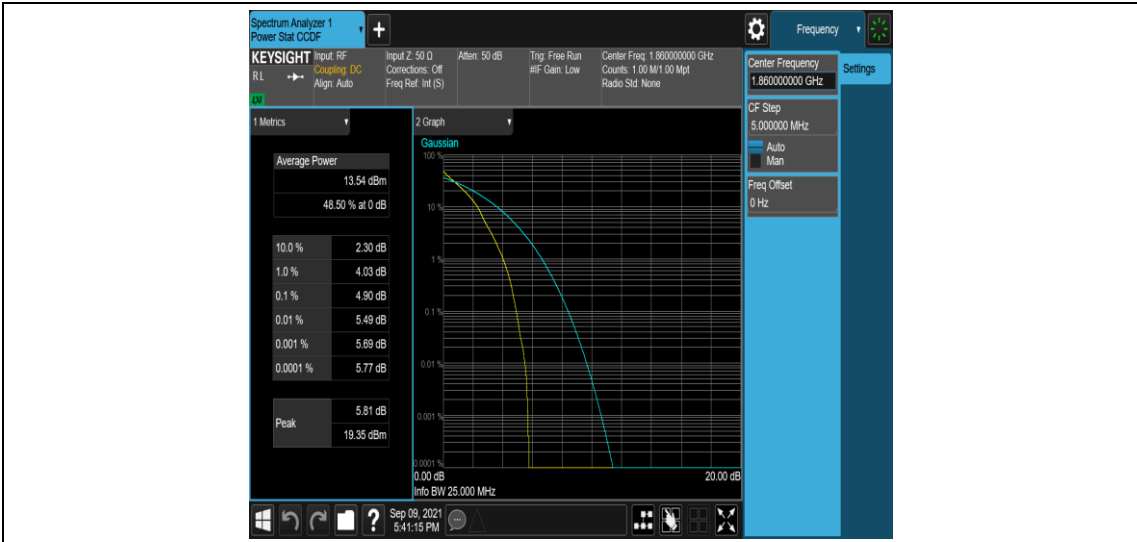 Spectrum Analyzer 1
Power Stat CCDF
+
Frequency
KEYSIGHT
RL
LXI
Input: RF
Coupling: DC
Align: Auto
Input Z: 50 Ω
Corrections: Off
Freq Ref: Int (S)
Atten: 50 dB
Trig: Free Run
#IF Gain: Low
Center Freq: 1.860000000 GHz
Counts: 1.00 M/1.00 Mpt
Radio Std: None
Center Frequency
1.860000000 GHz
Settings
CF Step
5.000000 MHz
Auto
Man
Freq Offset
0 Hz
1 Metrics
Average Power
13.54 dBm
48.50 % at 0 dB
10.0 % 2.30 dB
1.0 % 4.03 dB
0.1 % 4.90 dB
0.01 % 5.49 dB
0.001 % 5.69 dB
0.0001 % 5.77 dB
Peak
5.81 dB
19.35 dBm
2 Graph
Gaussian
100 %
10 %
1 %
0.1 %
0.01 %
0.001 %
0.0001 %
0.00 dB 20.00 dB
Info BW 25.000 MHz
?
Sep 09, 2021
5:41:15 PM